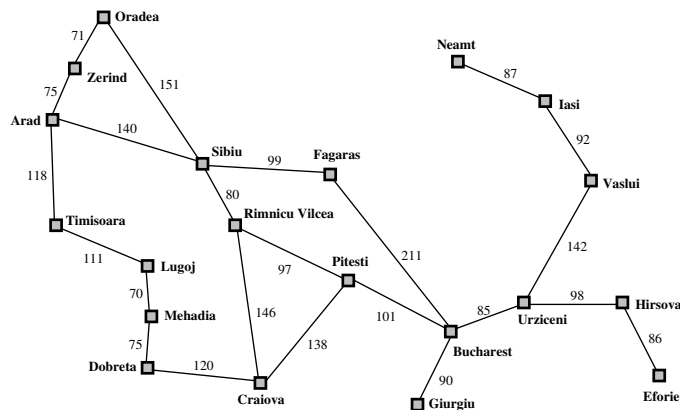 Oradea
71
Neamt
87
Zerind
151
75
Iasi
Arad
140
92
Sibiu
99
Fagaras
118
Vaslui
80
Timisoara
Rimnicu Vilcea
142
111
211
Lugoj
97
Pitesti
70
98
Hirsova
Mehadia
146
101
85
Urziceni
75
138
86
Bucharest
120
Dobreta
90
Craiova
Eforie
Giurgiu